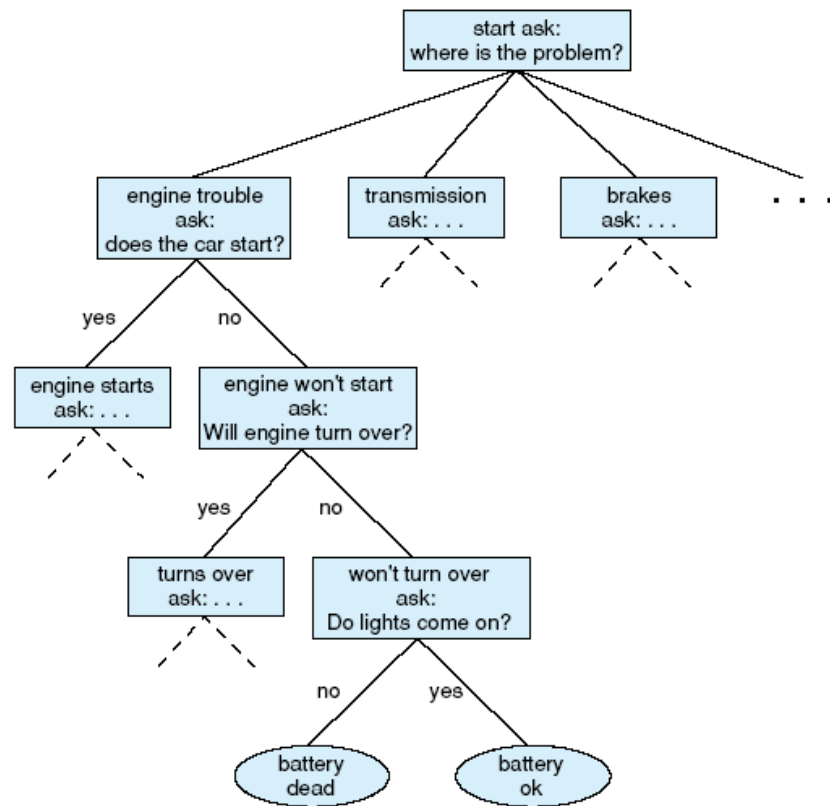 start ask:
where is the problem?
engine trouble
ask:
does the car start?
transmission
ask: . . .
brakes
ask: . . .
. . .
yes
no
engine starts
ask: . . .
engine won't start
ask:
Will engine turn over?
yes
no
turns over
ask: . . .
won't turn over
ask:
Do lights come on?
no
yes
battery
dead
battery
ok